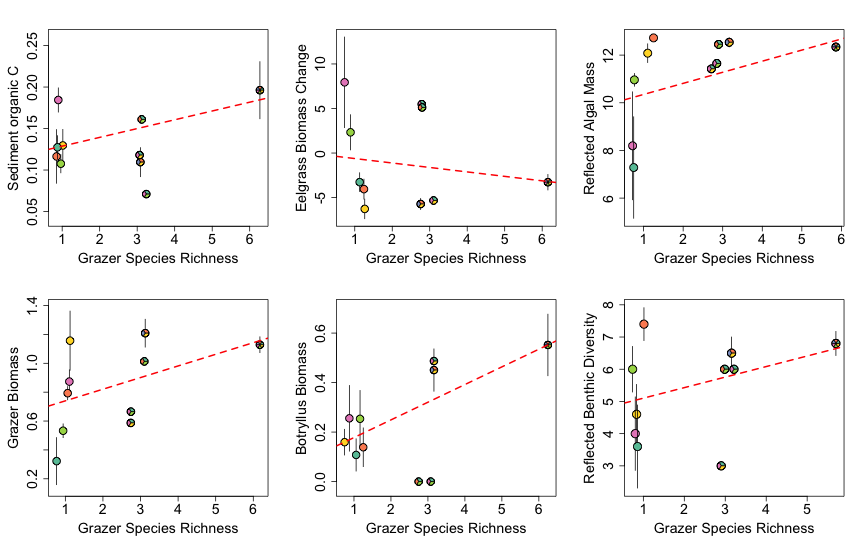 Sediment organic C
0.05 0.10 0.15 0.20 0.25
1 2 3 4 5 6
Grazer Species Richness
Eelgrass Biomass Change
-5 0 5 10
1 2 3 4 5 6
Grazer Species Richness
Reflected Algal Mass
6 8 10 12
1 2 3 4 5 6
Grazer Species Richness
Grazer Biomass
0.2 0.6 1.0 1.4
1 2 3 4 5 6
Grazer Species Richness
Botryllus Biomass
0.0 0.2 0.4 0.6
1 2 3 4 5 6
Grazer Species Richness
Reflected Benthic Diversity
3 4 5 6 7 8
1 2 3 4 5
Grazer Species Richness